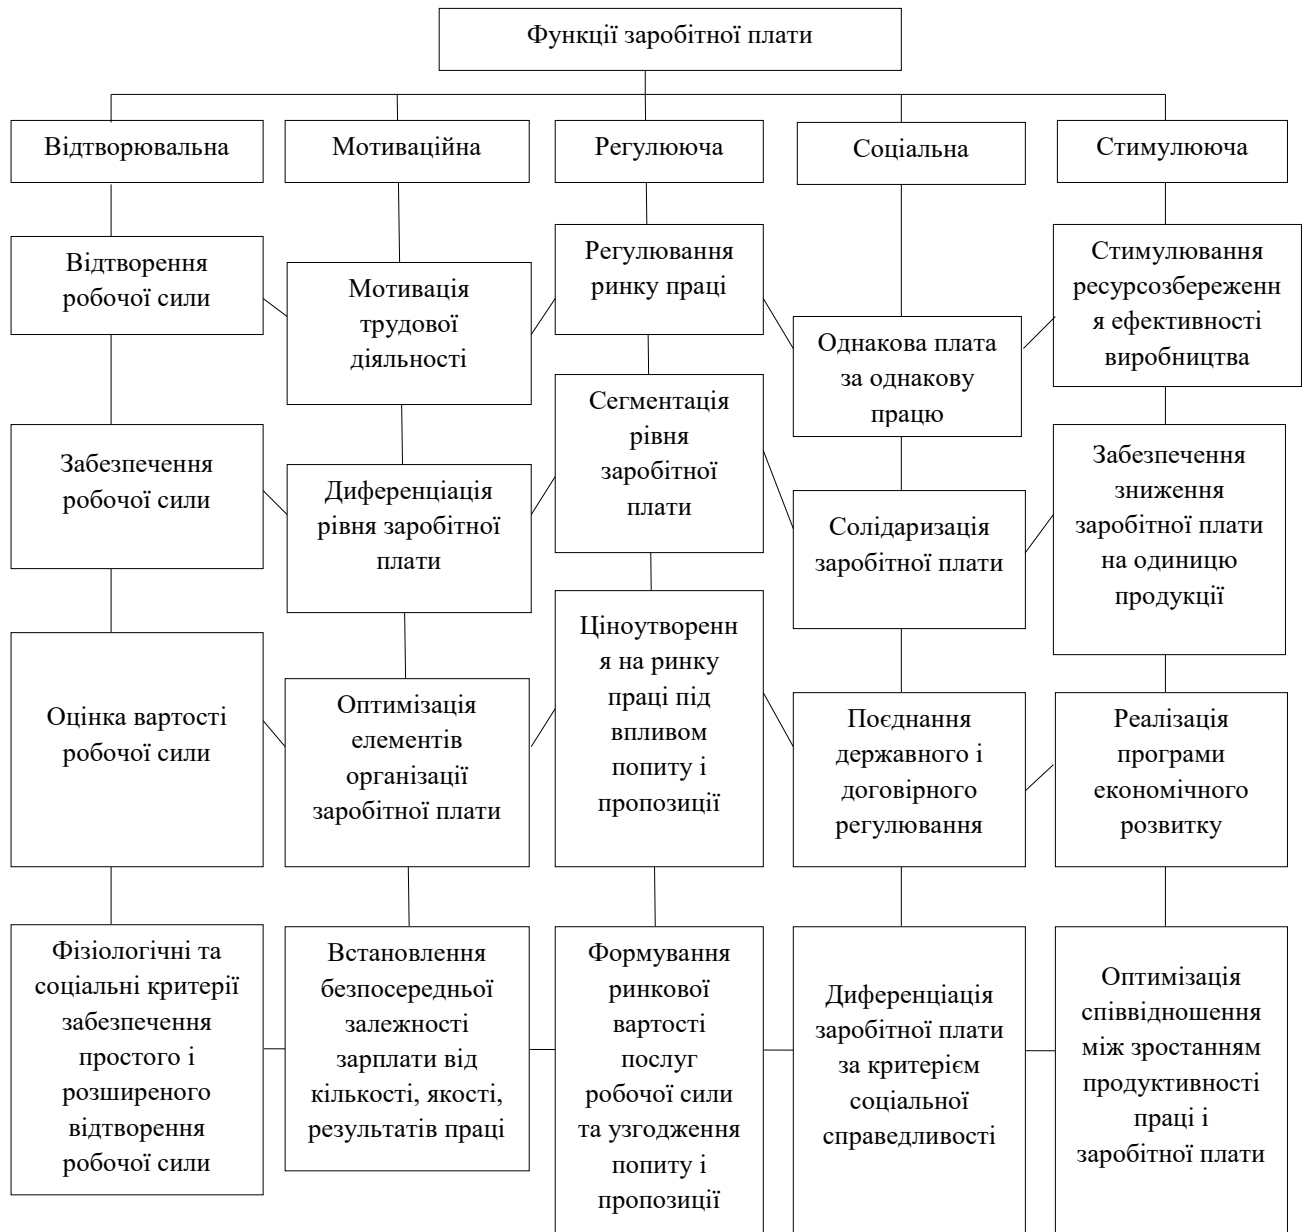 Функції заробітної плати
Відтворювальна
Мотиваційна
Регулююча
Соціальна
Стимулююча
Відтворення
робочої сили
Мотивація
трудової
діяльності
Регулювання
ринку праці
Однакова плата
за однакову
працю
Стимулювання
ресурсозбереженн
я ефективності
виробництва
Забезпечення
робочої сили
Диференціація
рівня заробітної
плати
Сегментація
рівня
заробітної
плати
Солідаризація
заробітної плати
Забезпечення
зниження
заробітної плати
на одиницю
продукції
Оцінка вартості
робочої сили
Оптимізація
елементів
організації
заробітної плати
Ціноутворенн
я на ринку
праці під
впливом
попиту і
пропозиції
Поєднання
державного і
договірного
регулювання
Реалізація
програми
економічного
розвитку
Фізіологічні та
соціальні критерії
забезпечення
простого і
розширеного
відтворення
робочої сили
Встановлення
безпосередньої
залежності
зарплати від
кількості, якості,
результатів праці
Формування
ринкової
вартості
послуг
робочої сили
та узгодження
попиту і
пропозиції
Диференціація
заробітної плати
за критерієм
соціальної
справедливості
Оптимізація
співвідношення
між зростанням
продуктивності
праці і
заробітної плати